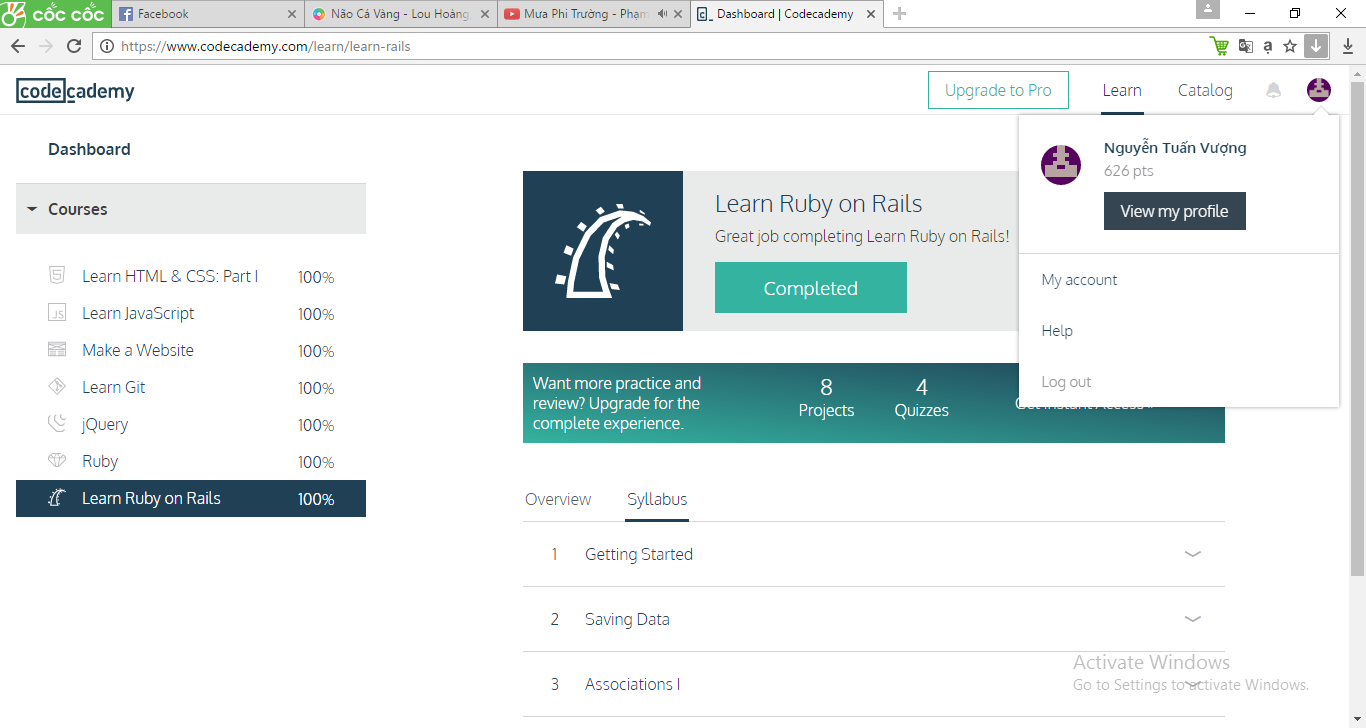 cốc cốc
Facebook
Não Cá Vàng - Lou Hoàng,
Mưa Phi Trường - Phạm
Dashboard | Codecademy
https://www.codecademy.com/learn/learn-rails
codecademy
Upgrade to Pro
Learn
Catalog
Dashboard
Courses
Learn HTML & CSS: Part I 100%
Learn JavaScript 100%
Make a Website 100%
Learn Git 100%
jQuery 100%
Ruby 100%
Learn Ruby on Rails 100%
Nguyễn Tuấn Vượng
626 pts
View my profile
My account
Help
Log out
Learn Ruby on Rails
Great job completing Learn Ruby on Rails!
Completed
Want more practice and
review? Upgrade for the
complete experience.
8
Projects
4
Quizzes
Get Instant Access
Overview
Syllabus
1 Getting Started
2 Saving Data
3 Associations I
Activate Windows
Go to Settings to activate Windows.